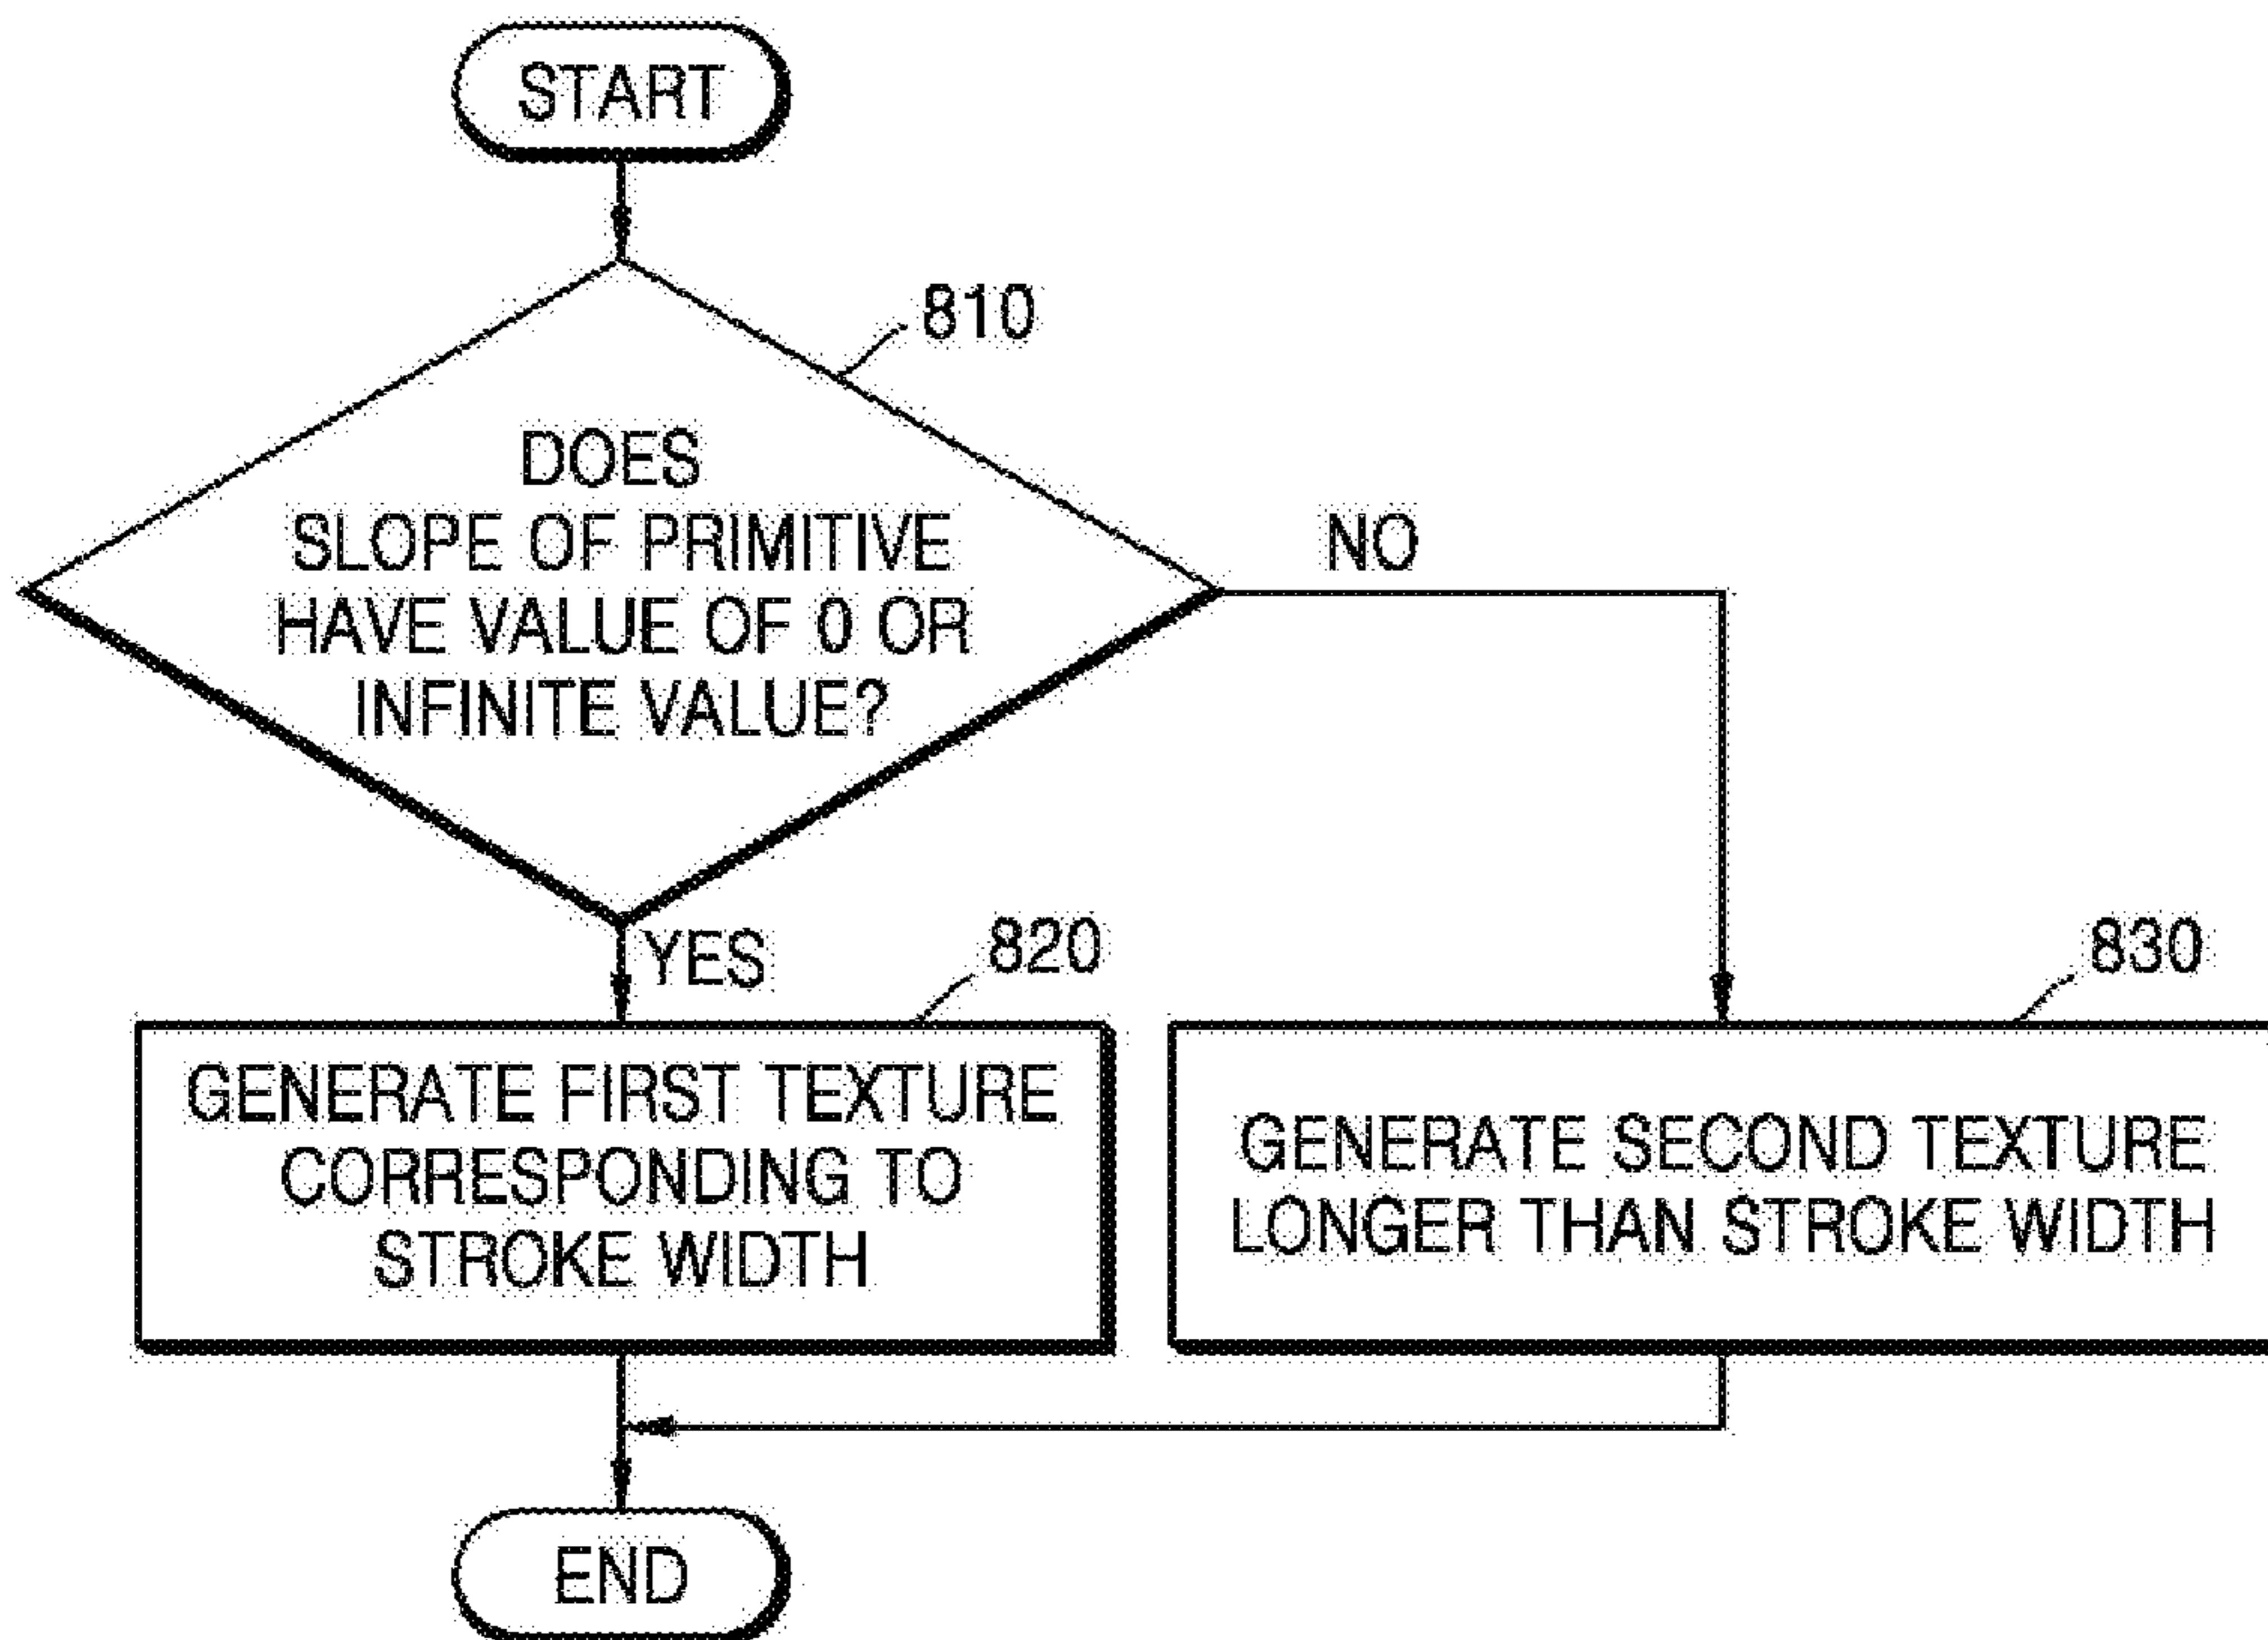 START
810
DOES
SLOPE OF PRIMITIVE
HAVE VALUE OF 0 OR
INFINITE VALUE?
NO
YES
820
830
GENERATE FIRST TEXTURE
CORRESPONDING TO
STROKE WIDTH
GENERATE SECOND TEXTURE
LONGER THAN STROKE WIDTH
END